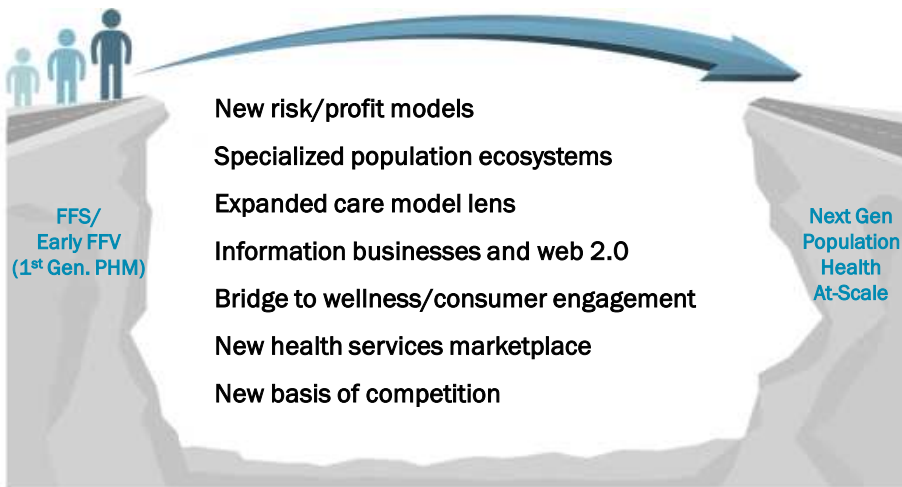 New risk/profit models
Specialized population ecosystems
Expanded care model lens
Information businesses and web 2.0
Bridge to wellness/consumer engagement
New health services marketplace
New basis of competition
FFS/
Early FFV
(1st Gen. PHM)
Next Gen
Population
Health
At-Scale